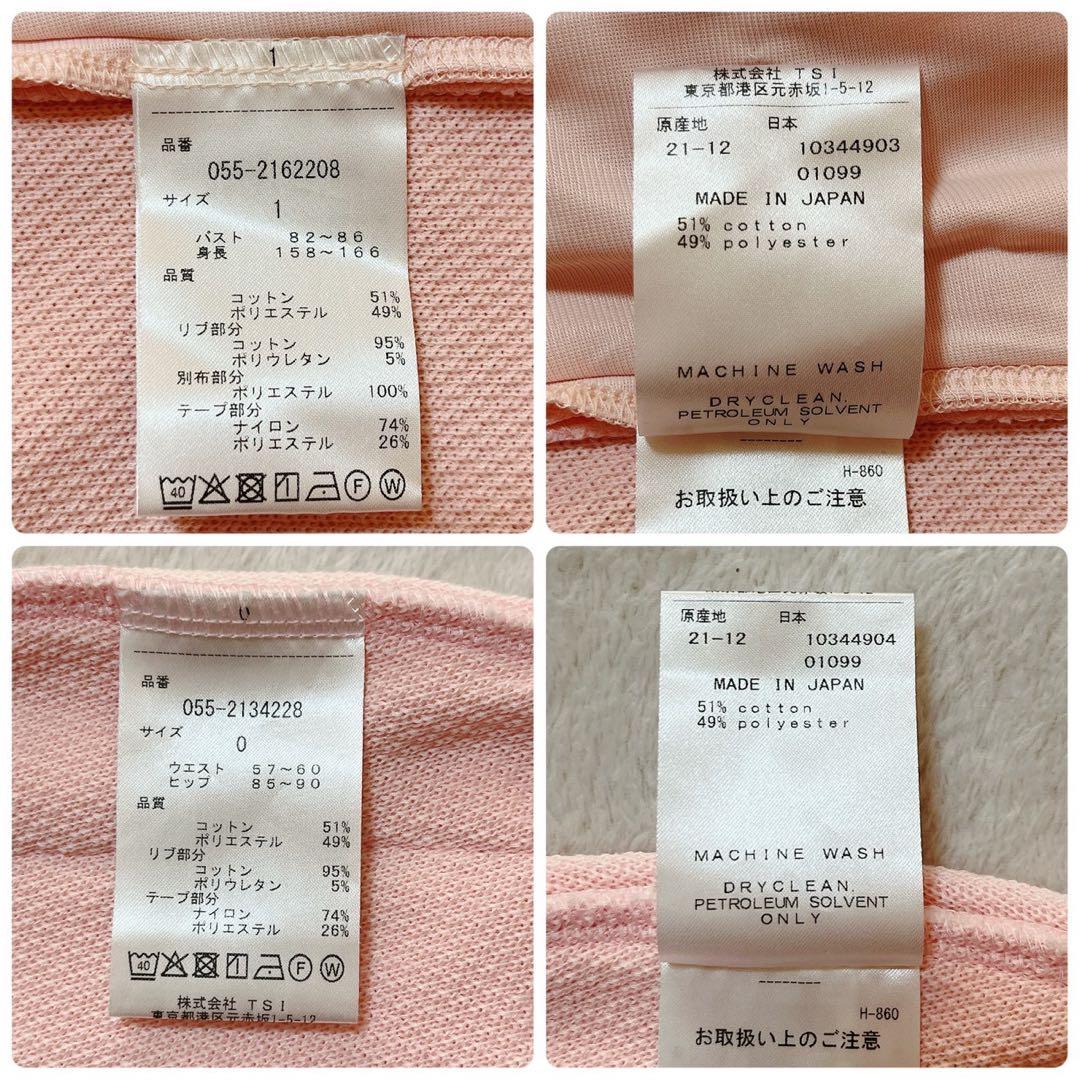 1
品番
055-2162208
サイズ
1
バスト 82〜86
身長 158〜166
品質
コットン 51%
ポリエステル 49%
リブ部分
コットン 95%
ポリウレタン 5%
別布部分
ポリエステル 100%
テープ部分
ナイロン 74%
ポリエステル 26%
40 F W
株式会社 TSI
東京都港区元赤坂1-5-12
原産地 日本
21-12 10344903
01099
MADE IN JAPAN
51% cotton
49% polyester
MACHINE WASH
DRYCLEAN.
PETROLEUM SOLVENT
ONLY
H-860
お取扱い上のご注意
0
品番
055-2134228
サイズ
0
ウエスト 57〜60
ヒップ 85〜90
品質
コットン 51%
ポリエステル 49%
リブ部分
コットン 95%
ポリウレタン 5%
テープ部分
ナイロン 74%
ポリエステル 26%
40 F W
株式会社 TSI
東京都港区元赤坂1-5-12
原産地 日本
21-12 10344904
01099
MADE IN JAPAN
51% cotton
49% polyester
MACHINE WASH
DRYCLEAN.
PETROLEUM SOLVENT
ONLY
H-860
お取扱い上のご注意